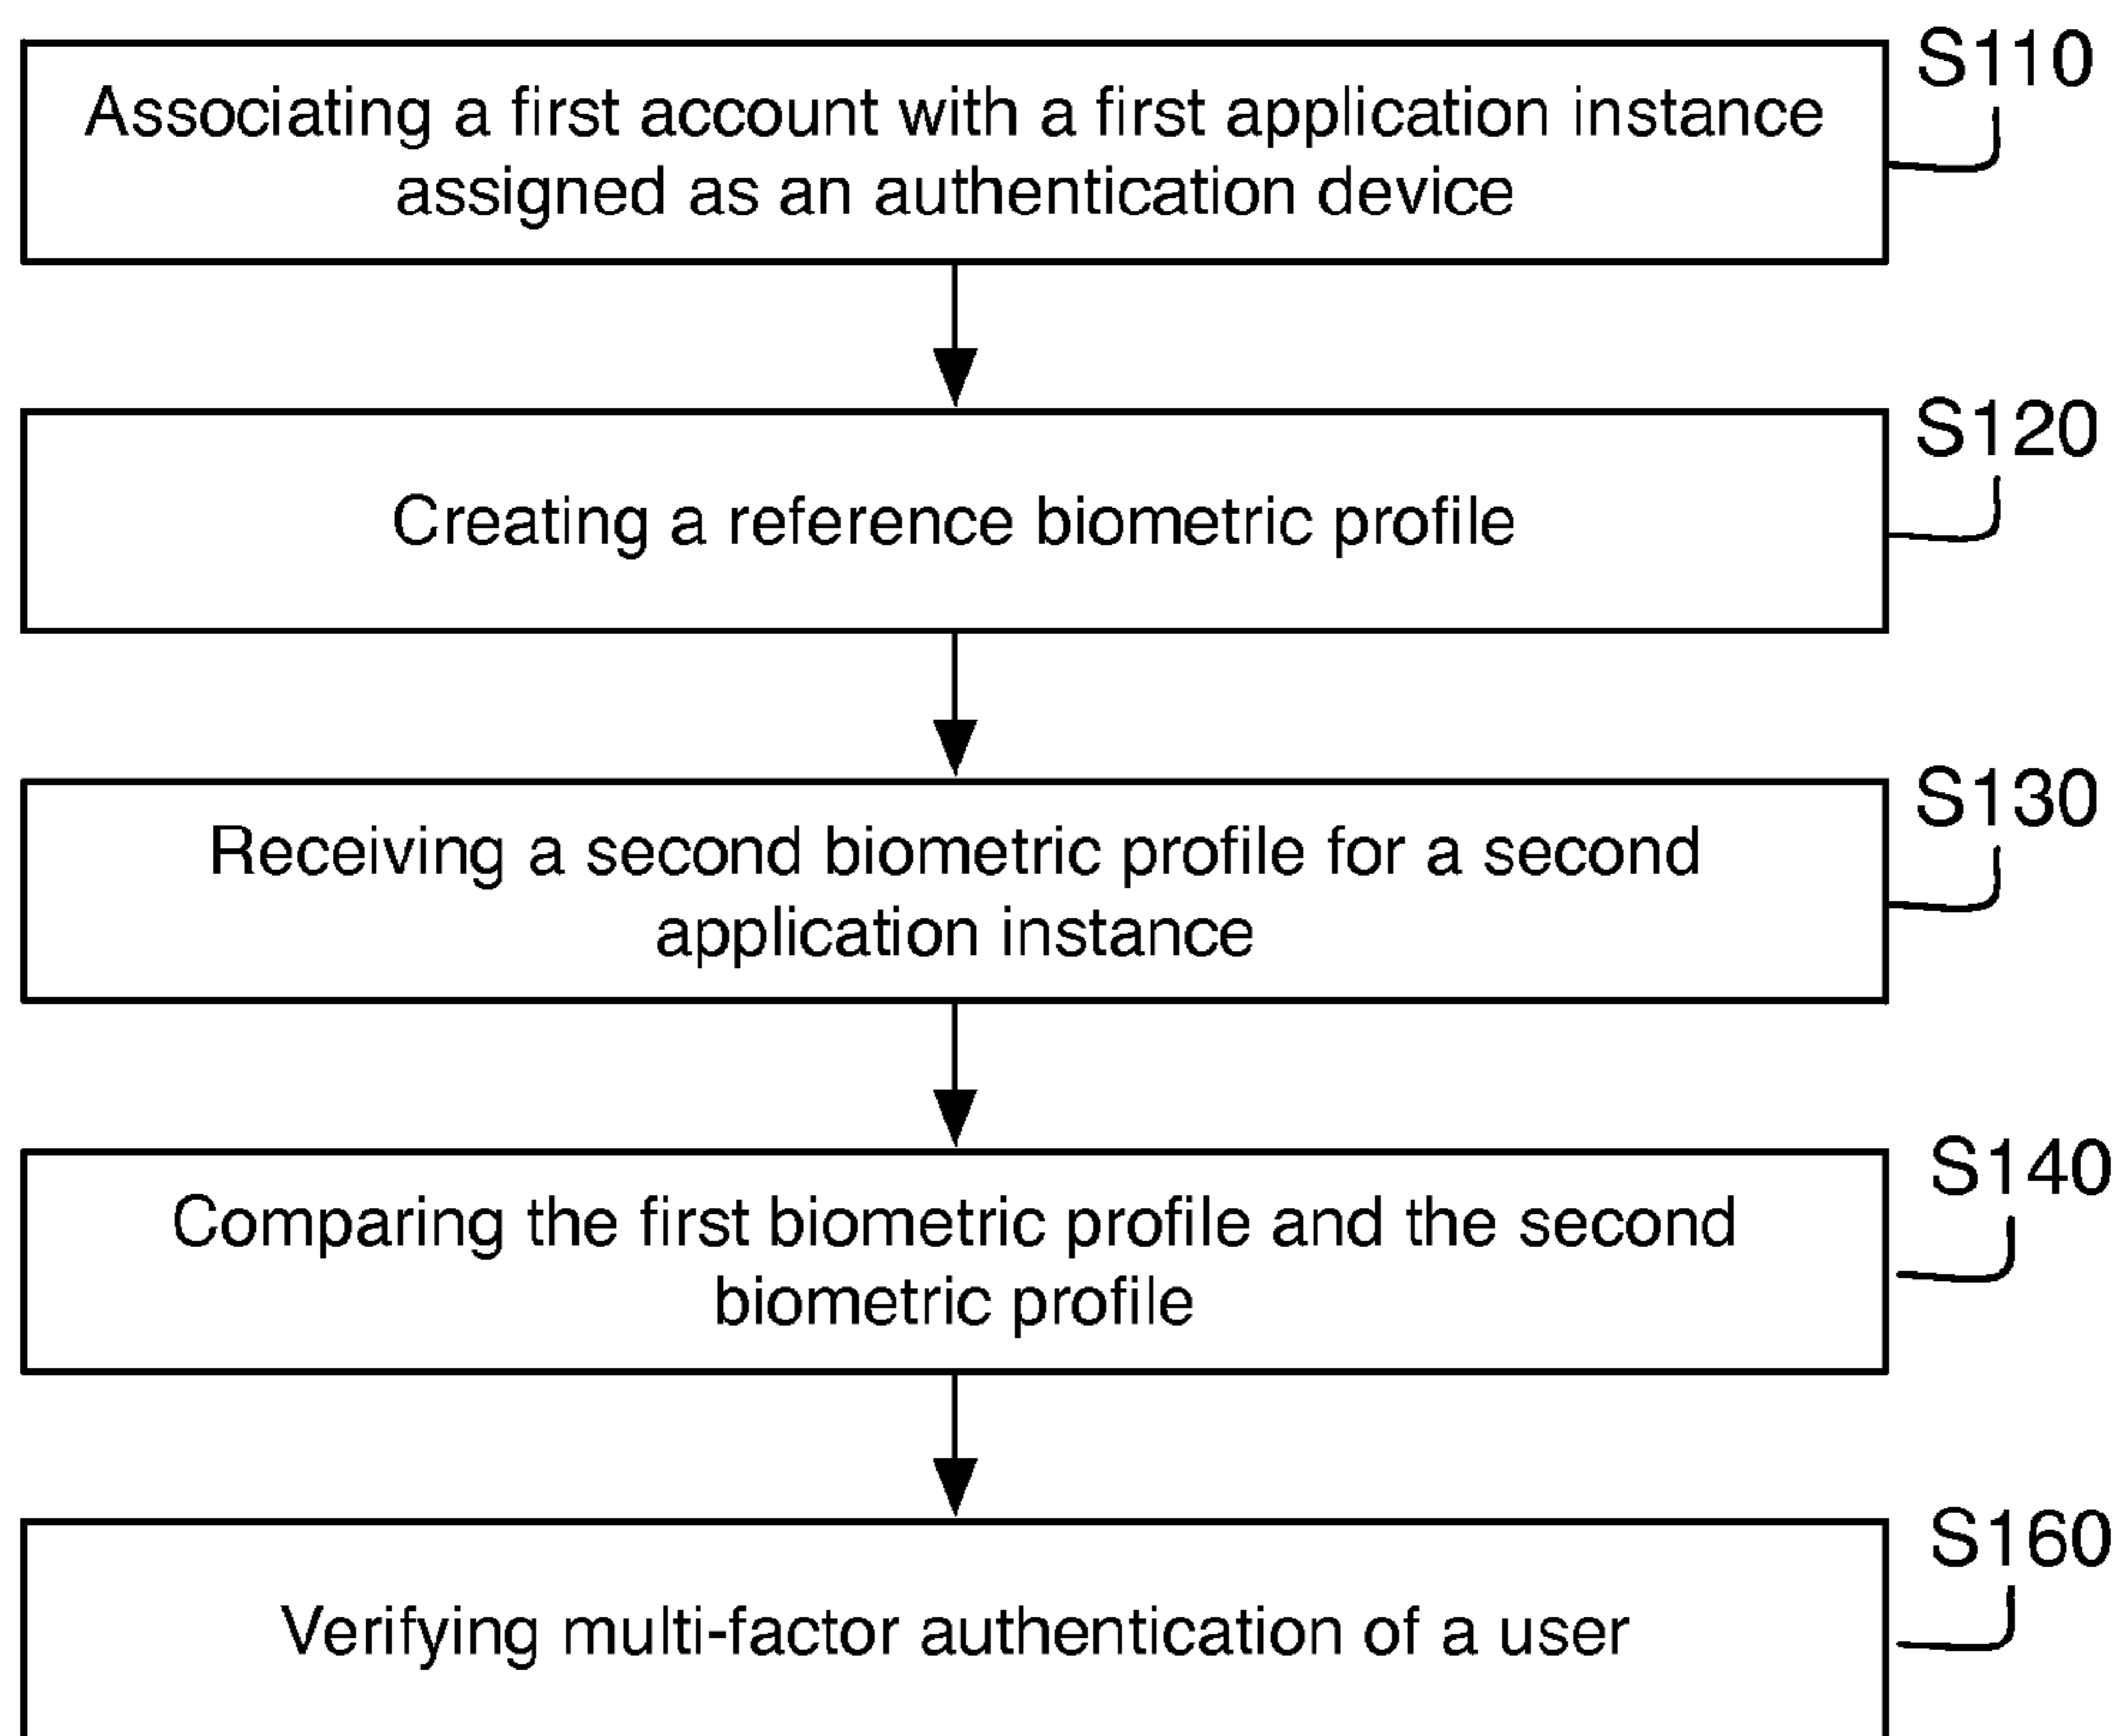 S110
Associating a first account with a first application instance
assigned as an authentication device
S120
Creating a reference biometric profile
S130
Receiving a second biometric profile for a second
application instance
S140
Comparing the first biometric profile and the second
biometric profile
S160
Verifying multi-factor authentication of a user